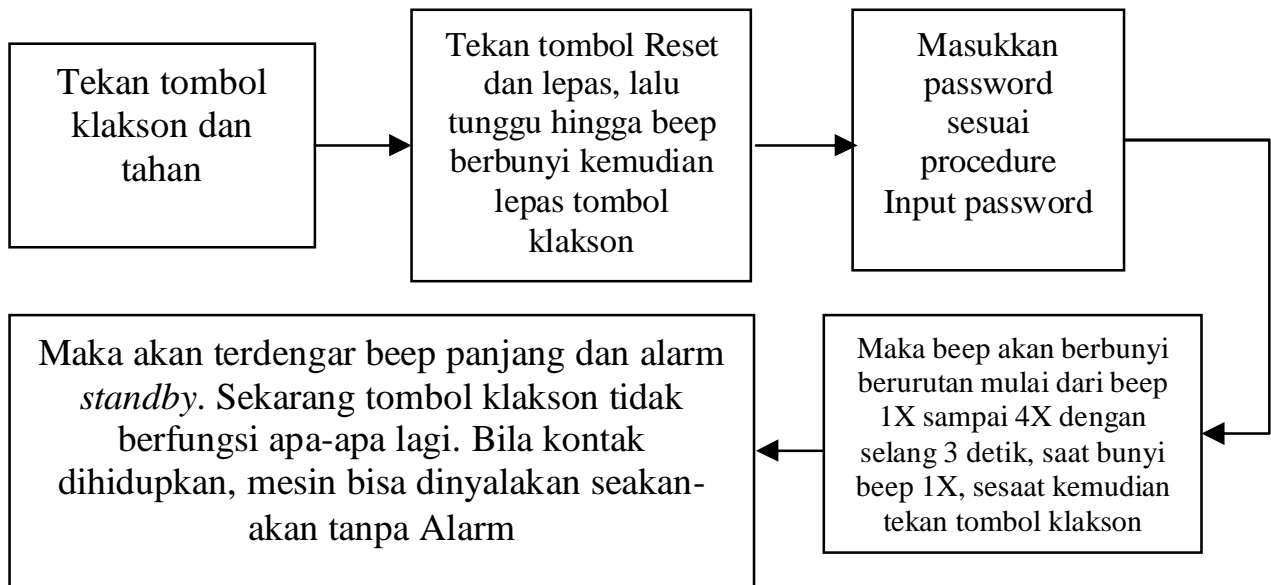 Tekan tombol
klakson dan
tahan
Tekan tombol Reset
dan lepas, lalu
tunggu hingga beep
berbunyi kemudian
lepas tombol
klakson
Masukkan
password
sesuai
procedure
Input password
Maka beep akan berbunyi
berurutan mulai dari beep
1X sampai 4X dengan
selang 3 detik, saat bunyi
beep 1X, sesaat kemudian
tekan tombol klakson
Maka akan terdengar beep panjang dan alarm
standby. Sekarang tombol klakson tidak
berfungsi apa-apa lagi. Bila kontak
dihidupkan, mesin bisa dinyalakan seakan-
akan tanpa Alarm